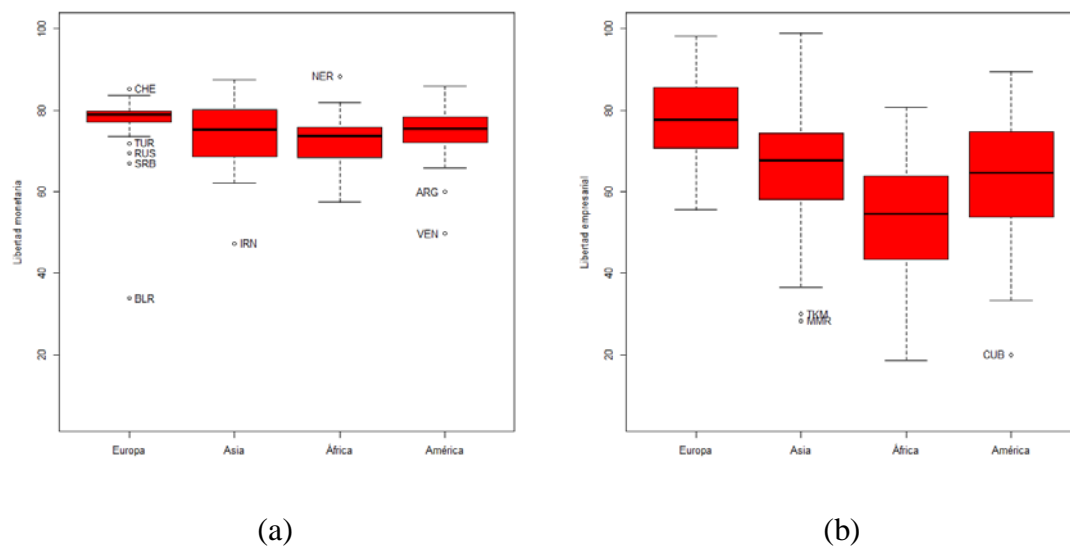 Libertad monetaria
100
80
60
40
20
CHE
TUR
RUS
SRB
BLR
IRN
NER
ARG
VEN
Europa Asia África América
(a)
Libertad empresarial
100
80
60
40
20
TKM
MMR
CUB
Europa Asia África América
(b)